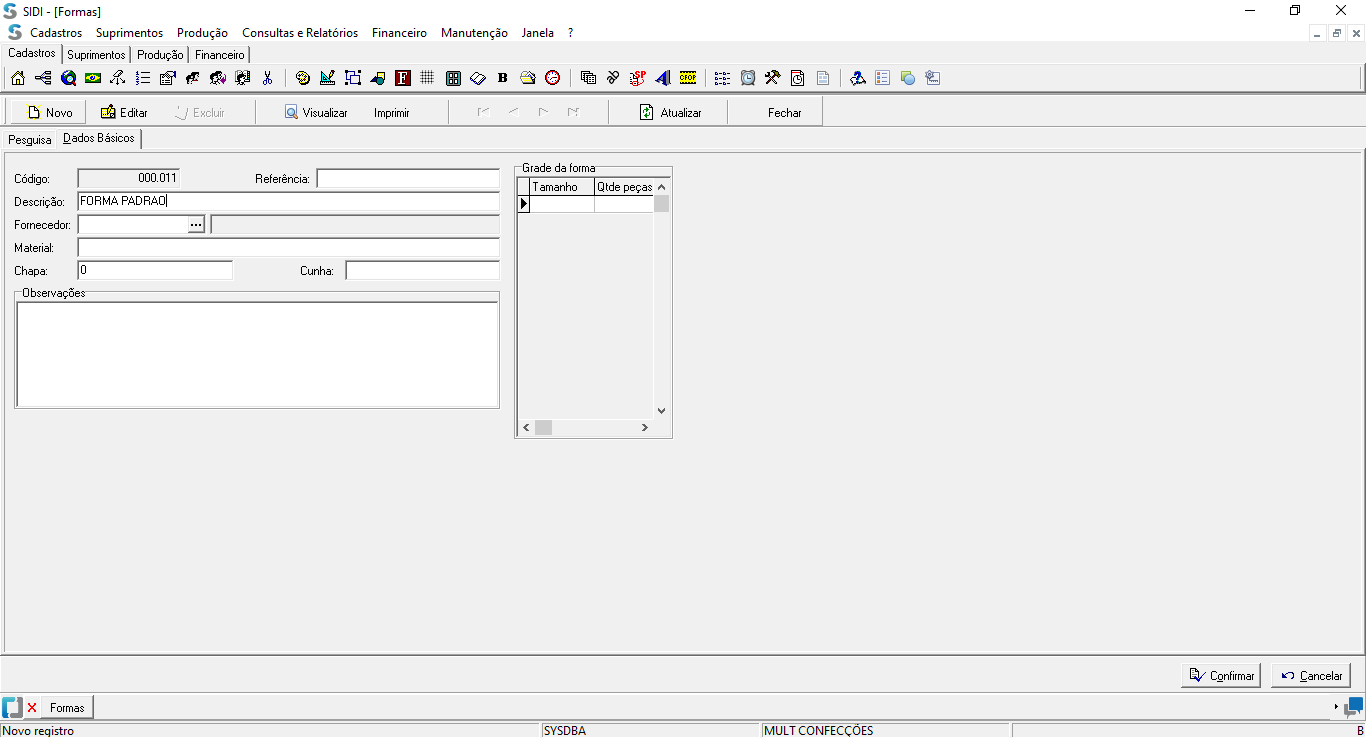 SIDI - [Formas]
Cadastros Suprimentos Produção Consultas e Relatórios Financeiro Manutenção Janela ?
Cadastros Suprimentos Produção Financeiro
F B SP CFOP
Novo Editar Excluir Visualizar Imprimir Atualizar Fechar
Pesquisa Dados Básicos
Código: 000.011 Referência:
Descrição: FORMA PADRAO
Fornecedor: ...
Material:
Chapa: 0 Cunha:
Observações
Grade da forma
Tamanho Qtde peças
Confirmar Cancelar
Formas
Novo registro SYSDBA MULT CONFECÇÕES B